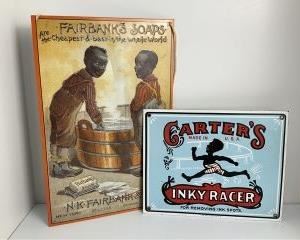 FAIRBANK'S SOAPS
Are the Cheapest & best in the whole World
N.K. FAIRBANK
CARTER'S
MADE IN U.S.A.
INKY RACER
FOR REMOVING INK SPOTS